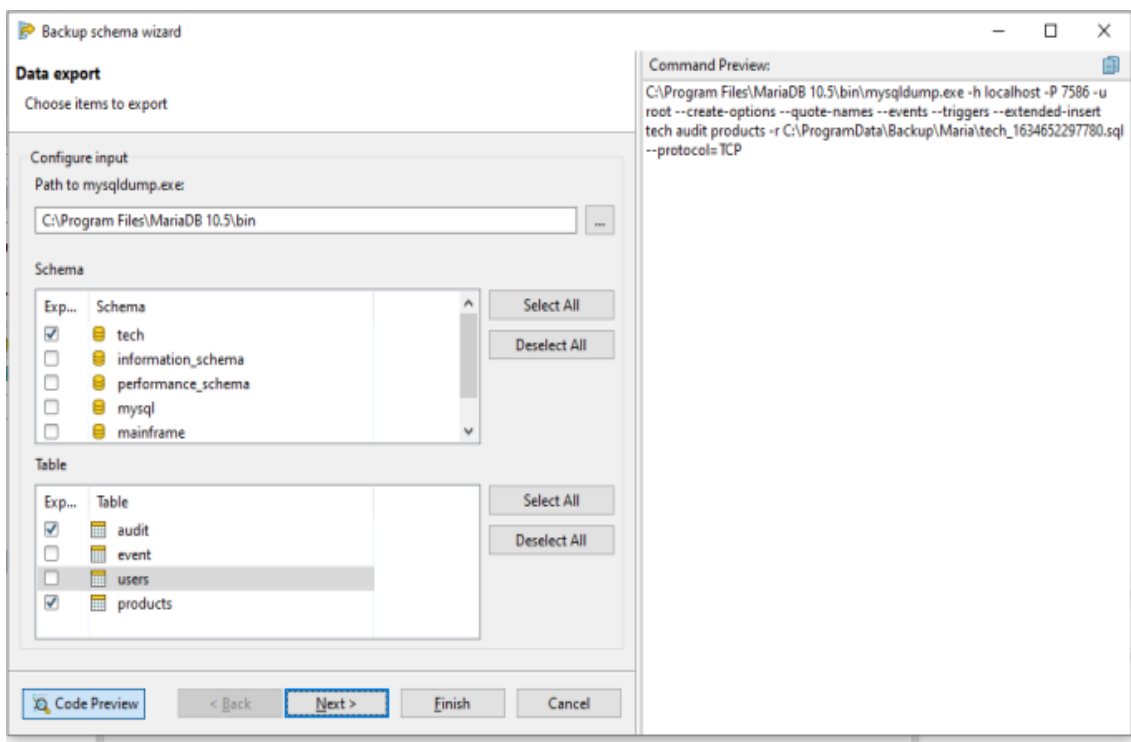 Backup schema wizard
Data export
Choose items to export
Configure input
Path to mysqldump.exe:
C:\Program Files\MariaDB 10.5\bin
...
Schema
Exp... Schema
tech
information_schema
performance_schema
mysql
mainframe
Select All
Deselect All
Table
Exp... Table
audit
event
users
products
Select All
Deselect All
Code Preview
< Back
Next >
Finish
Cancel
Command Preview:
C:\Program Files\MariaDB 10.5\bin\mysqldump.exe -h localhost -P 7586 -u
root --create-options --quote-names --events --triggers --extended-insert
tech audit products -r C:\ProgramData\Backup\Maria\tech_1634652297780.sql
--protocol=TCP